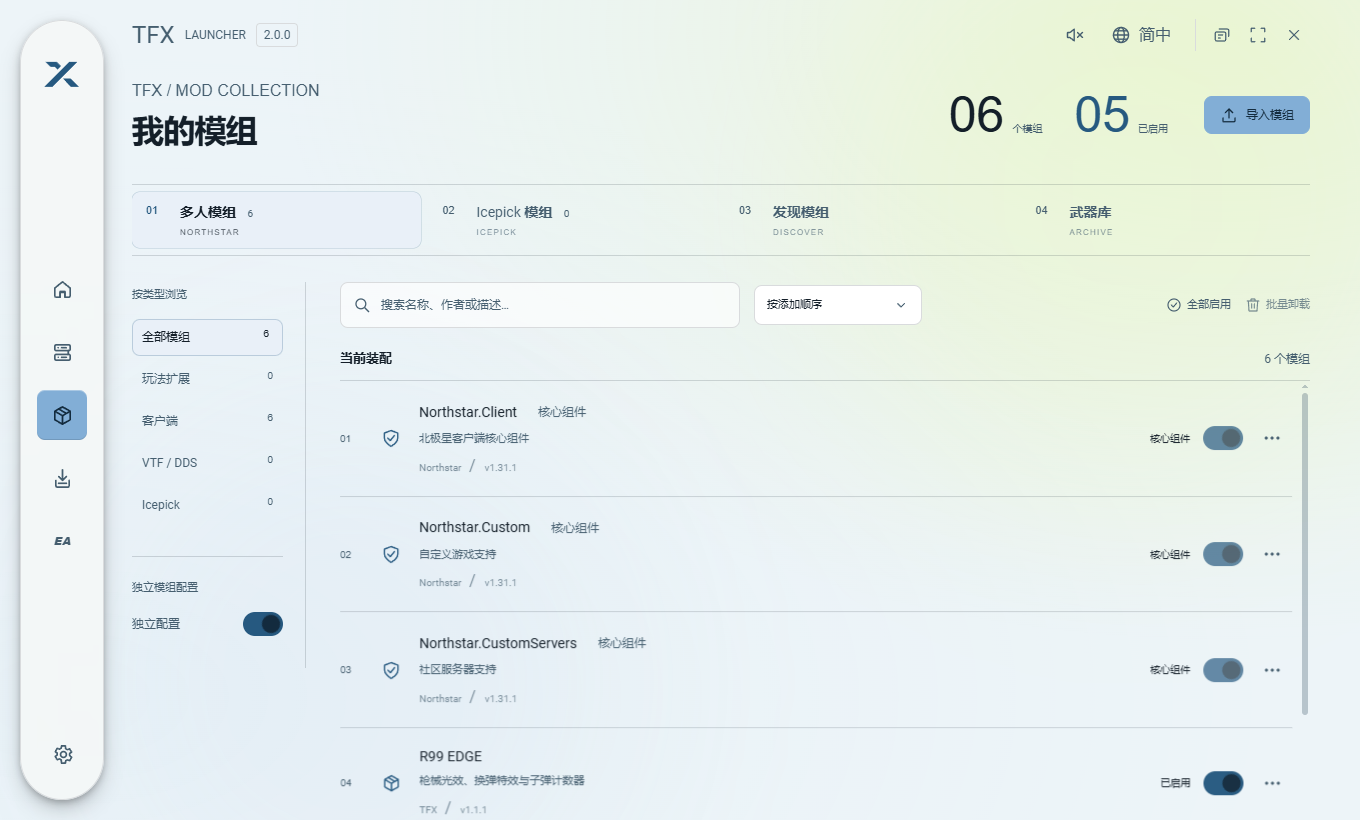 TFX LAUNCHER 2.0.0
简中
TFX / MOD COLLECTION
我的模组
06 个模组
05 已启用
导入模组
01 多人模组 6
NORTHSTAR
02 Icepick 模组 0
ICEPICK
03 发现模组
DISCOVER
04 武器库
ARCHIVE
按类型浏览
全部模组 6
玩法扩展 0
客户端 6
VTF / DDS 0
Icepick 0
EA
独立模组配置
独立配置
搜索名称、作者或描述...
按添加顺序
全部启用
批量卸载
当前装配
6 个模组
Northstar.Client 核心组件
01
北极星客户端核心组件
核心组件
Northstar / v1.31.1
Northstar.Custom 核心组件
02
自定义游戏支持
核心组件
Northstar / v1.31.1
Northstar.CustomServers 核心组件
03
社区服务器支持
核心组件
Northstar / v1.31.1
R99 EDGE
04
枪械光效、换弹特效与子弹计数器
已启用
TFX / v1.1.1